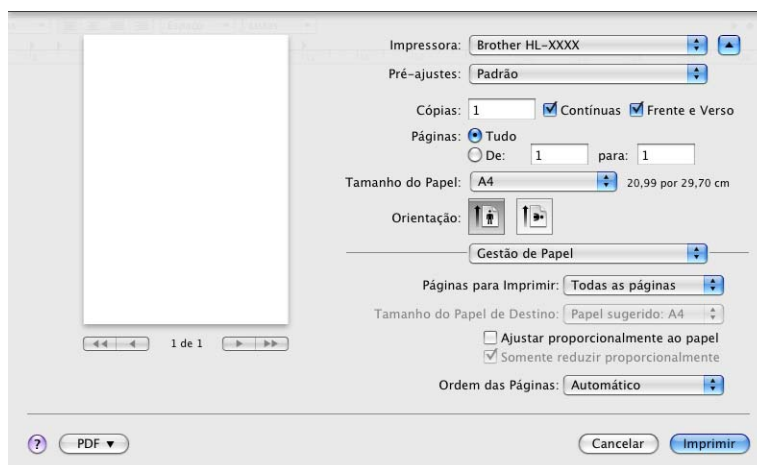 Impressora: Brother HL-XXXX
Pré-ajustes: Padrão
Cópias: 1 Contínuas Frente e Verso
Páginas: Tudo
De: 1 para: 1
Tamanho do Papel: A4 20,99 por 29,70 cm
Orientação:
Gestão de Papel
Páginas para Imprimir: Todas as páginas
Tamanho do Papel de Destino: Papel sugerido: A4
Ajustar proporcionalmente ao papel
Somente reduzir proporcionalmente
Ordem das Páginas: Automático
1 de 1
? PDF Cancelar Imprimir